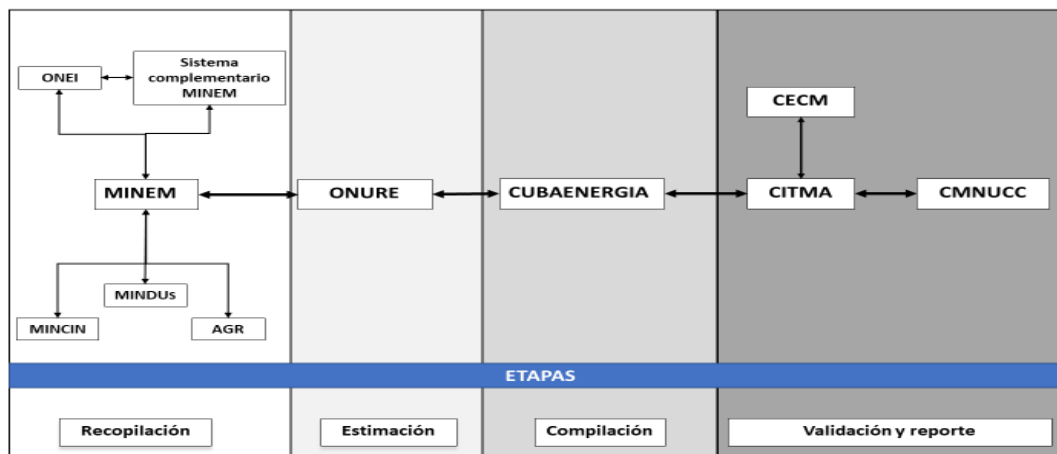 ONEI
Sistema
complementario
MINEM
CECM
MINEM
ONURE
CUBAENERGIA
CITMA
CMNUCC
MINDUs
MINCIN
AGR
ETAPAS
Recopilación
Estimación
Compilación
Validación y reporte